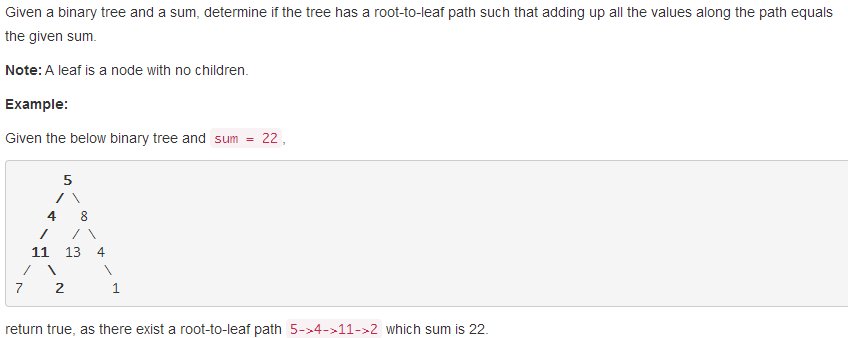 Given a binary tree and a sum, determine if the tree has a root-to-leaf path such that adding up all the values along the path equals
the given sum.
Note: A leaf is a node with no children.
Example:
Given the below binary tree and sum = 22 ,
      5
     / \
    4   8
   /   / \
  11  13  4
 /  \      \
7    2      1
return true, as there exist a root-to-leaf path 5->4->11->2 which sum is 22.